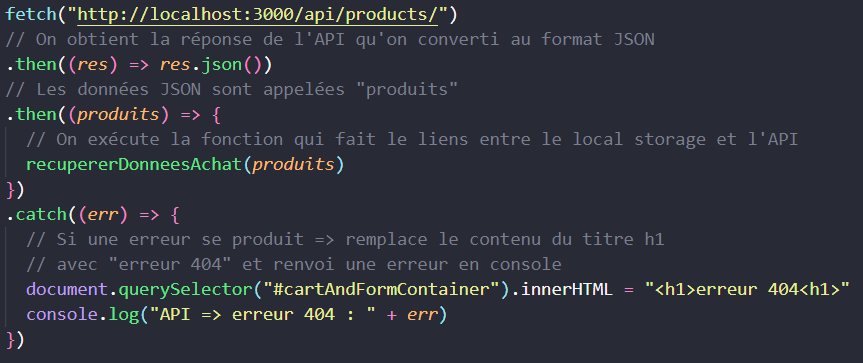 fetch("http://localhost:3000/api/products/")
// On obtient la réponse de l'API qu'on converti au format JSON
.then((res) => res.json())
// Les données JSON sont appelées "produits"
.then((produits) => {
  // On exécute la fonction qui fait le liens entre le local storage et l'API
  recupererDonneesAchat(produits)
})
.catch((err) => {
  // Si une erreur se produit => remplace le contenu du titre h1
  // avec "erreur 404" et renvoi une erreur en console
  document.querySelector("#cartAndFormContainer").innerHTML = "<h1>erreur 404<h1>"
  console.log("API => erreur 404 : " + err)
})